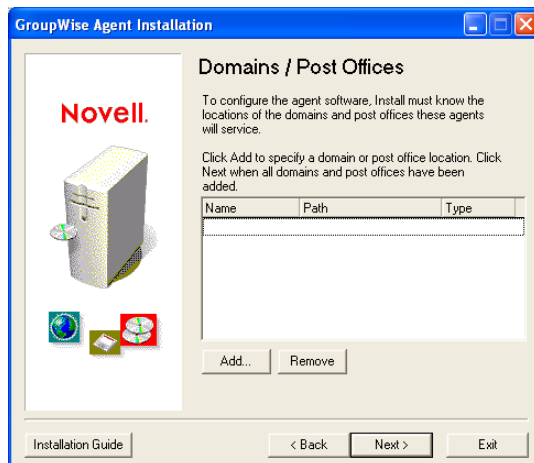 GroupWise Agent Installation
Novell.
Domains / Post Offices
To configure the agent software, Install must know the
locations of the domains and post offices these agents
will service.
Click Add to specify a domain or post office location. Click
Next when all domains and post offices have been
added.
Name Path Type
Add... Remove
Installation Guide < Back Next > Exit